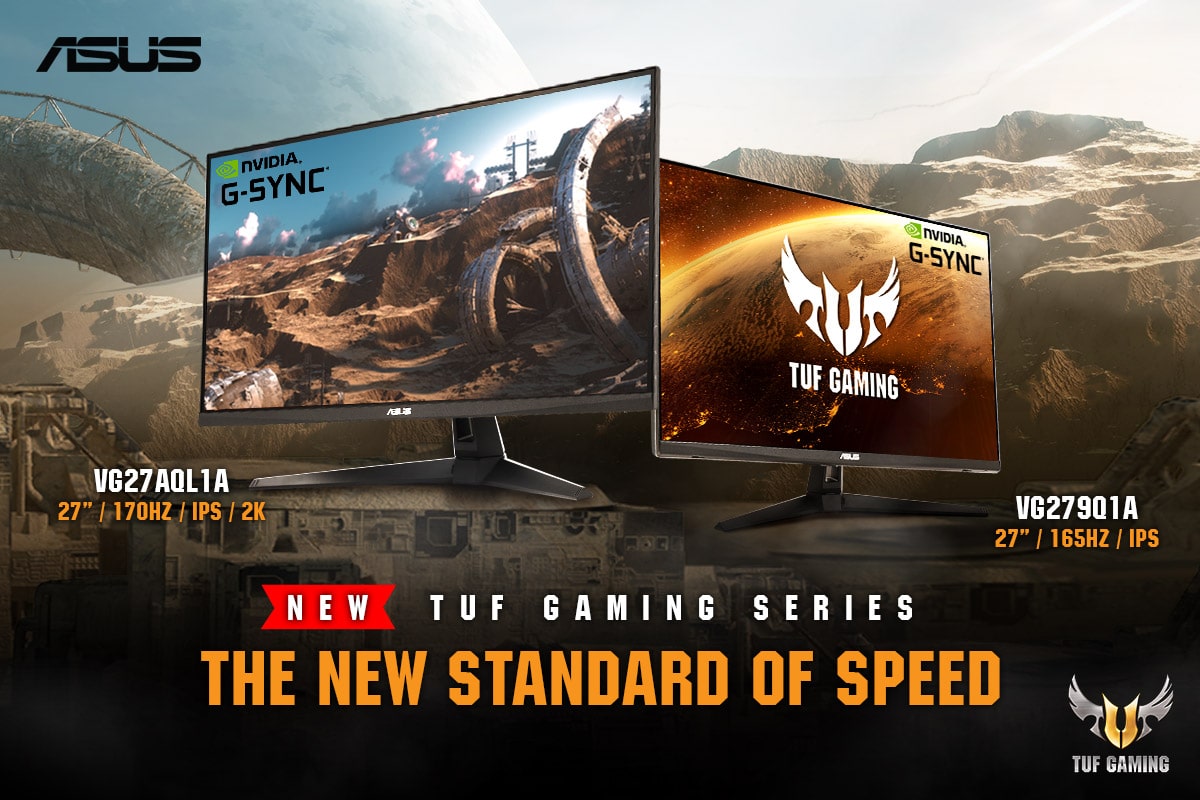 ASUS
NVIDIA.
G-SYNC
NVIDIA.
G-SYNC
TUF
TUF GAMING
ASUS
ASUS
VG27AQL1A
27” / 170HZ / IPS / 2K
VG279Q1A
27” / 165HZ / IPS
NEW TUF GAMING SERIES
THE NEW STANDARD OF SPEED
TUF GAMING